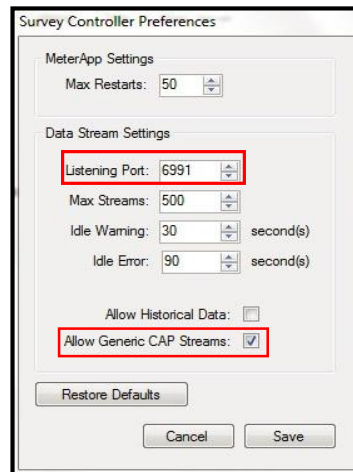 Survey Controller Preferences
MeterApp Settings
Max Restarts: 50
Data Stream Settings
Listening Port: 6991
Max Streams: 500
Idle Warning: 30 second(s)
Idle Error: 90 second(s)
Allow Historical Data:
Allow Generic CAP Streams:
Restore Defaults
Cancel Save